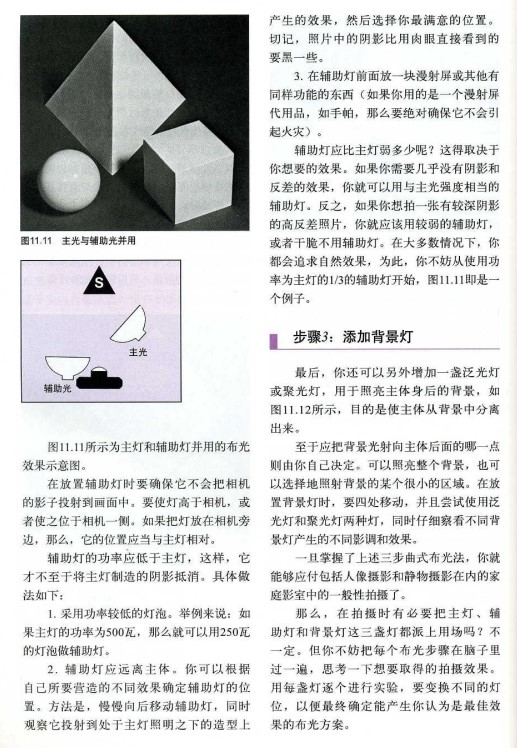 图11.11 主光与辅助光并用
S
主光
辅助光
图11.11所示为主灯和辅助灯并用的布光
效果示意图。
在放置辅助灯时要确保它不会把相机
的影子投射到画面中。要使灯高于相机，或
者使之位于相机一侧。如果把灯放在相机旁
边，那么，它的位置应当与主灯相对。
辅助灯的功率应低于主灯，这样，它
才不至于将主灯制造的阴影抵消。具体做
法如下：
1. 采用功率较低的灯泡。举例来说：如
果主灯的功率为500瓦，那么就可以用250瓦
的灯泡做辅助灯。
2. 辅助灯应远离主体。你可以根据
自己所要营造的不同效果确定辅助灯的位
置。方法是，慢慢向后移动辅助灯，同时
观察它投射到处于主灯照明之下的造型上
产生的效果，然后选择你最满意的位置。
切记，照片中的阴影比用肉眼直接看到的
要黑一些。
3. 在辅助灯前面放一块漫射屏或其他有
同样功能的东西（如果你用的是一个漫射屏
代用品，如手帕，那么要绝对确保它不会引
起火灾）。
辅助灯应比主灯弱多少呢？这得取决于
你想要的效果。如果你需要几乎没有阴影和
反差的效果，你就可以用与主光强度相当的
辅助灯。反之，如果你想拍一张有较深阴影
的高反差照片，你就应该用较弱的辅助灯，
或者干脆不用辅助灯。在大多数情况下，你
都会追求自然效果，为此，你不妨从使用功
率为主灯的1/3的辅助灯开始，图11.11即是一
个例子。
步骤3：添加背景灯
最后，你还可以另外增加一盏泛光灯
或聚光灯，用于照亮主体身后的背景，如
图11.12所示，目的是使主体从背景中分离
出来。
至于应把背景光射向主体后面的哪一点
则由你自己决定。可以照亮整个背景，也可
以选择地照射背景的某个很小的区域。在放
置背景灯时，要四处移动，并且尝试使用泛
光灯和聚光灯两种灯，同时仔细察看不同背
景灯产生的不同影调和效果。
一旦掌握了上述三步曲式布光法，你就
能够应付包括人像摄影和静物摄影在内的家
庭影室中的一般性拍摄了。
那么，在拍摄时有必要把主灯、辅
助灯和背景灯这三盏灯都派上用场吗？不
一定。但你不妨把每个布光步骤在脑子里
过一遍，思考一下想要取得的拍摄效果。
用每盏灯逐个进行实验，要变换不同的灯
位，以便最终确定能产生你认为是最佳效
果的布光方案。